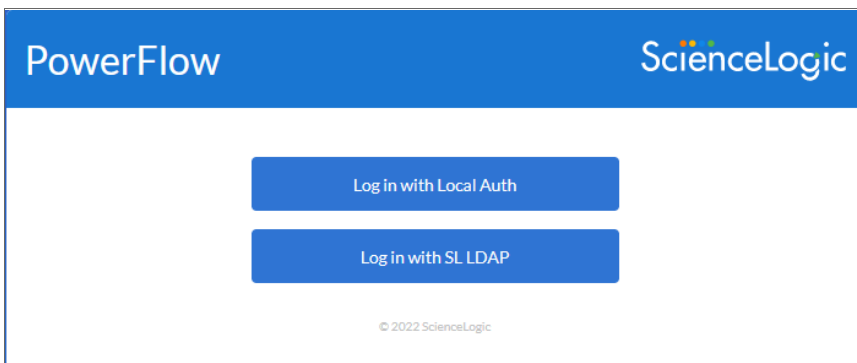 PowerFlow
ScienceLogic
Log in with Local Auth
Log in with SL LDAP
© 2022 ScienceLogic